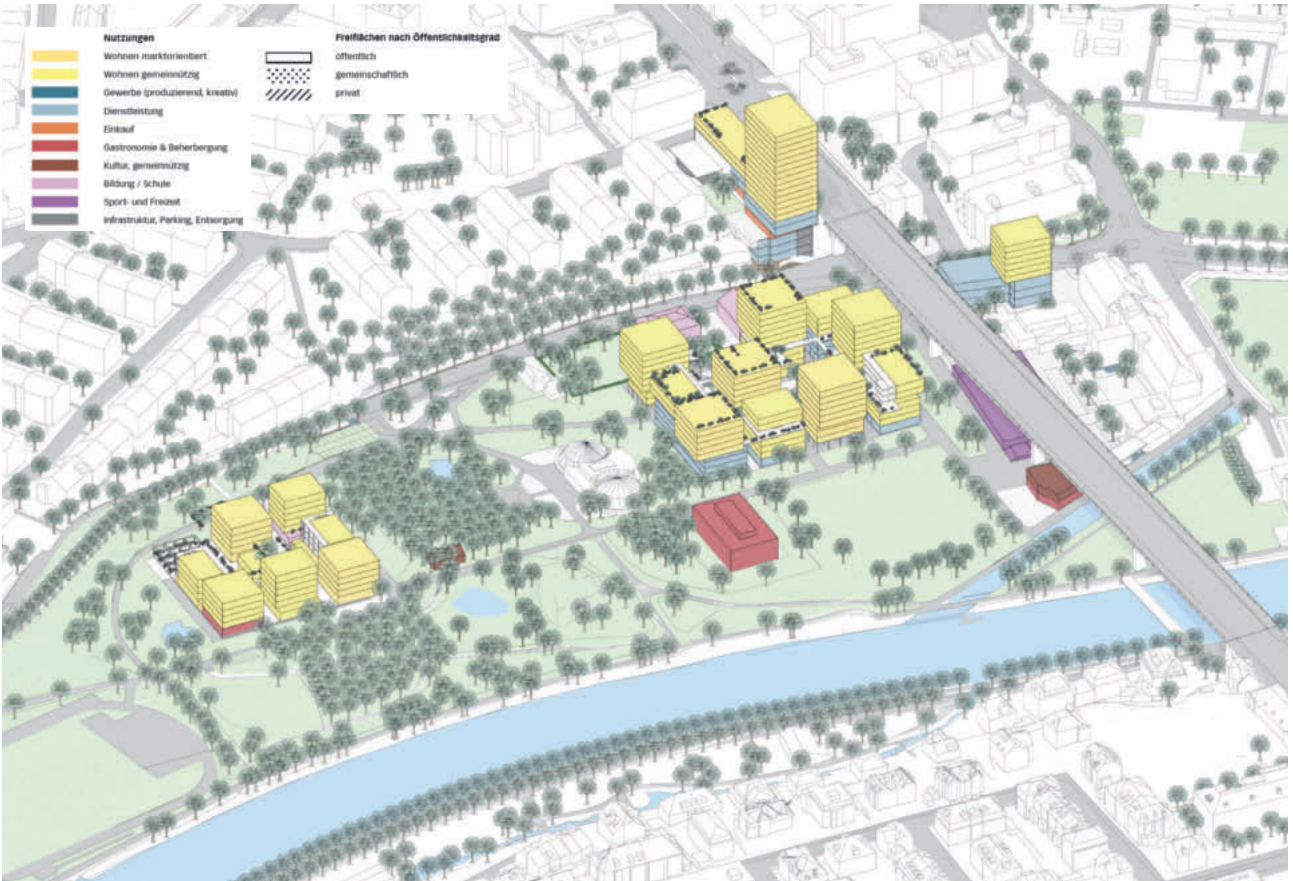 Nutzungen
Wohnen marktorientiert
Wohnen gemeinnützig
Gewerbe (produzierend, kreativ)
Dienstleistung
Einkauf
Gastronomie & Beherbergung
Kultur, gemeinnützig
Bildung / Schule
Sport- und Freizeit
Infrastruktur, Parking, Entsorgung
Freiflächen nach Öffentlichkeitsgrad
öffentlich
gemeinschaftlich
privat